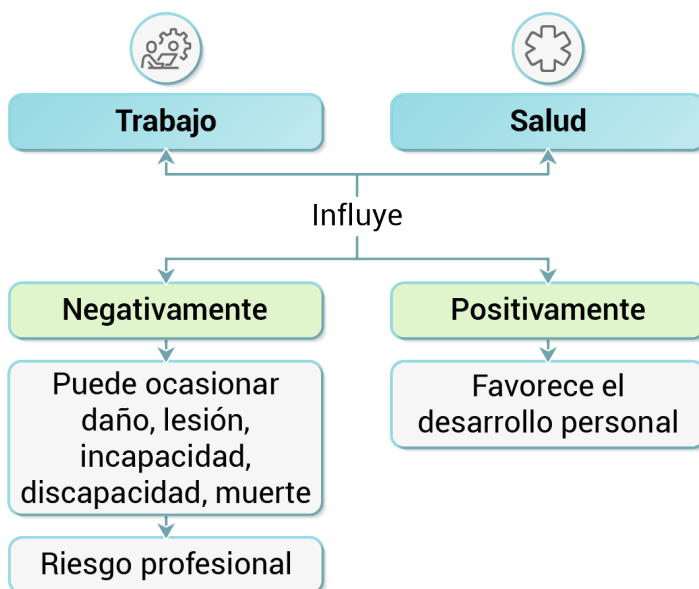 Trabajo
Salud
Influye
Negativamente
Positivamente
Puede ocasionar
daño, lesión,
incapacidad,
discapacidad, muerte
Favorece el
desarrollo personal
Riesgo profesional